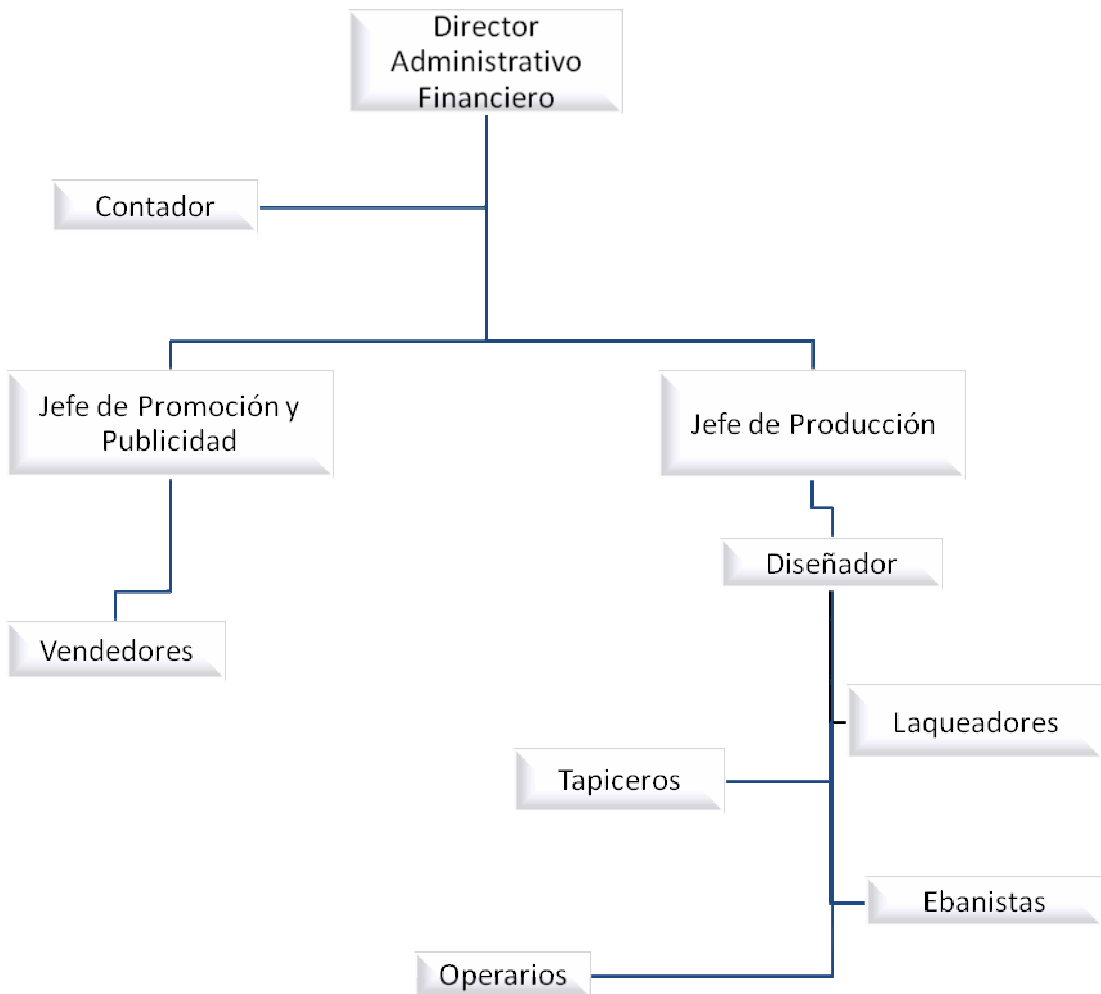 Director
Administrativo
Financiero
Contador
Jefe de Promoción y
Publicidad
Jefe de Producción
Diseñador
Vendedores
Laqueadores
Tapiceros
Ebanistas
Operarios